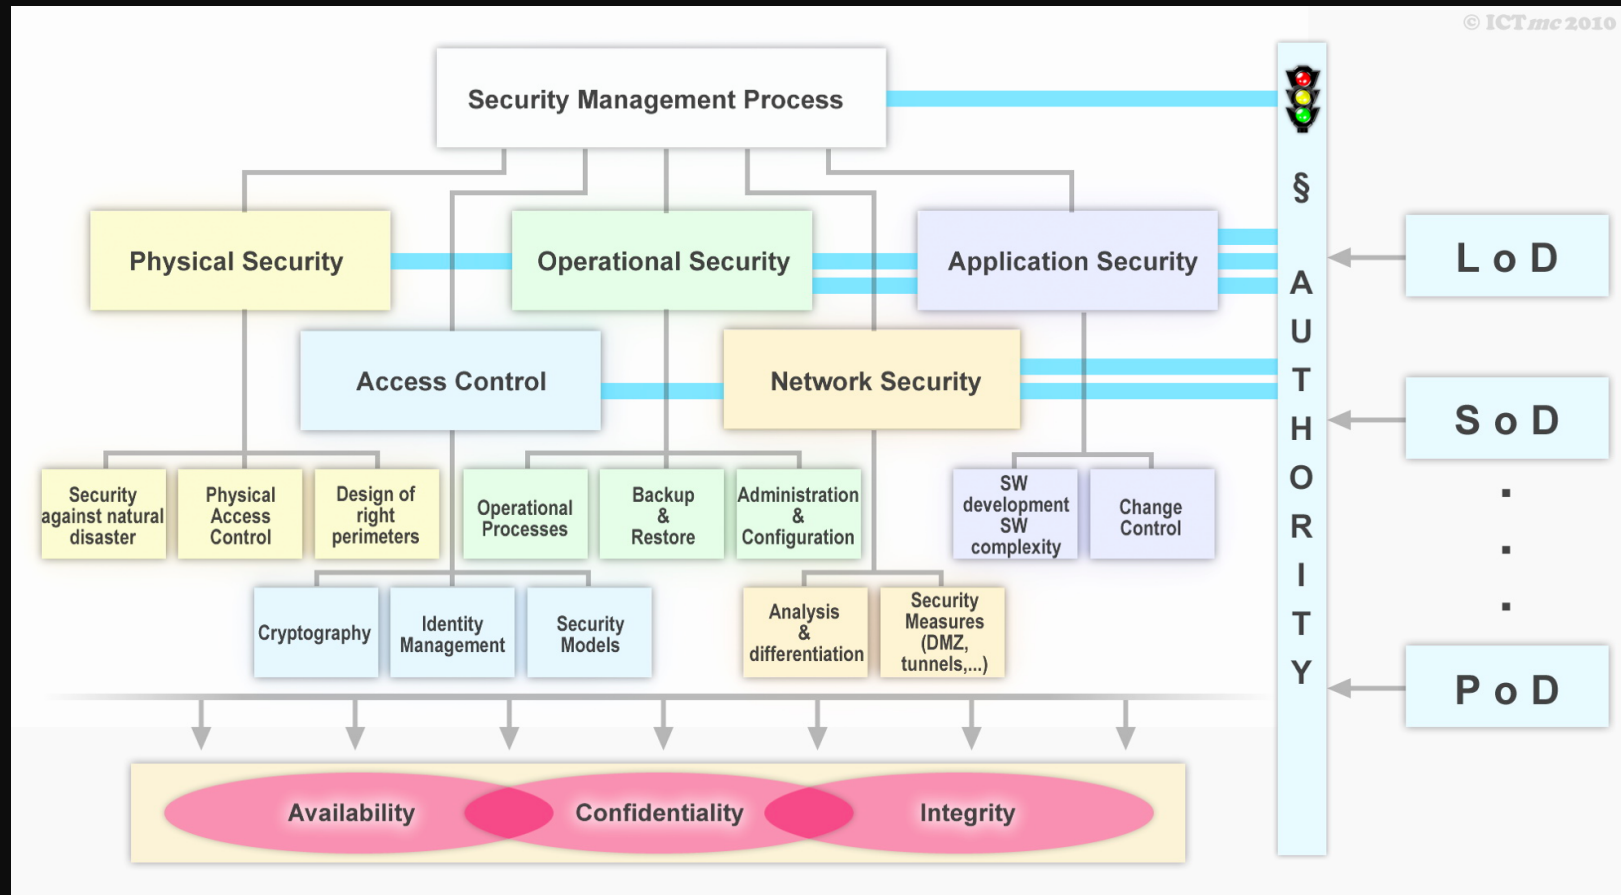 © ICTmc 2010
Security Management Process
§ AUTHORITY
Physical Security
Operational Security
Application Security
L o D
Access Control
Network Security
S o D
Security
against natural
disaster
Physical
Access
Control
Design of
right
perimeters
Operational
Processes
Backup
&
Restore
Administration
&
Configuration
SW
development
SW
complexity
Change
Control
Cryptography
Identity
Management
Security
Models
Analysis
&
differentiation
Security
Measures
(DMZ,
tunnels,...)
P o D
Availability
Confidentiality
Integrity